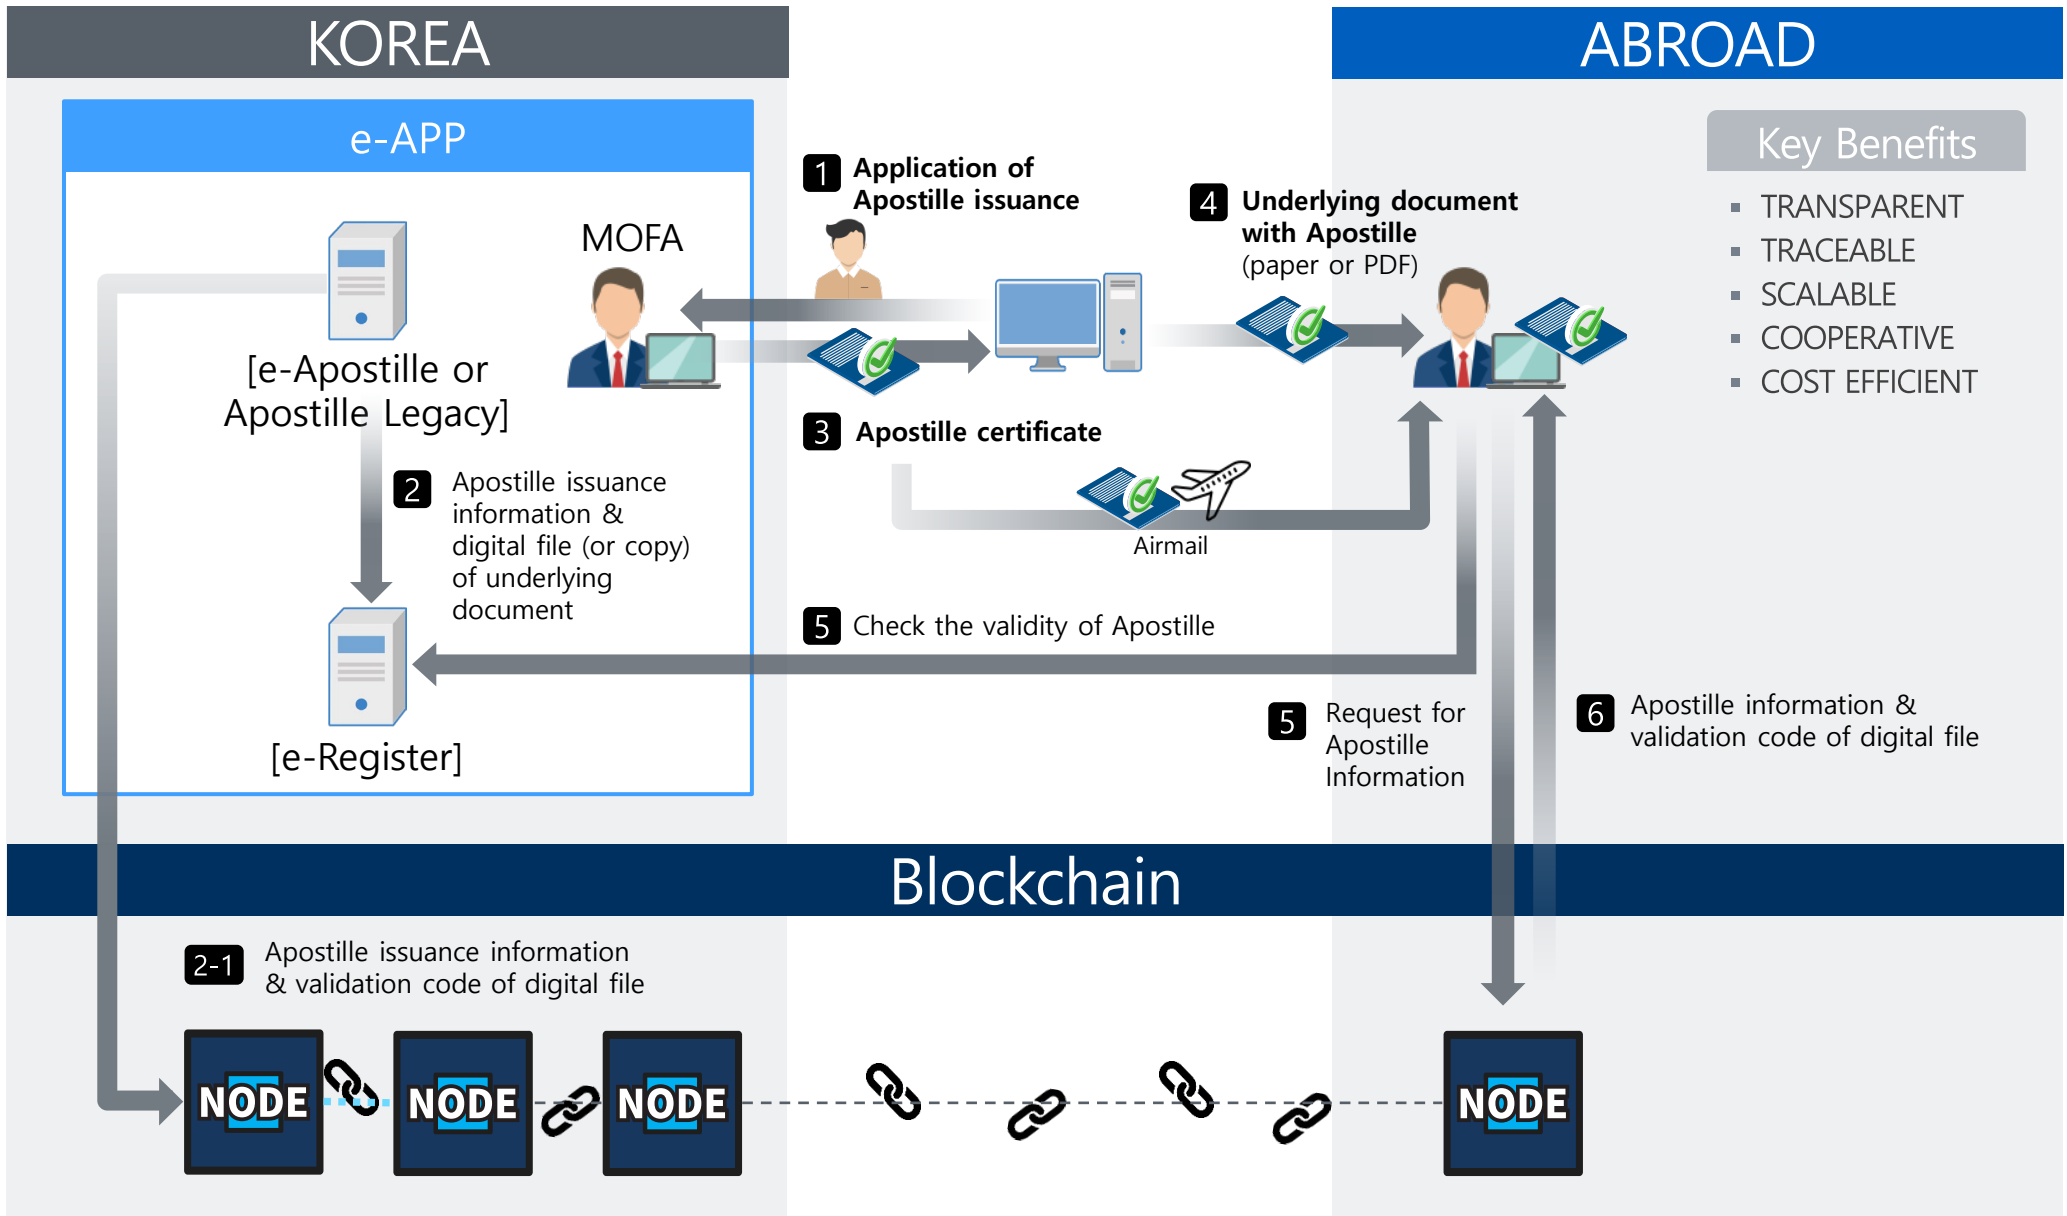 KOREA
ABROAD
e-APP
MOFA
[e-Apostille or
Apostille Legacy]
2
Apostille issuance
information &
digital file (or copy)
of underlying
document
[e-Register]
1
Application of
Apostille issuance
3
Apostille certificate
Airmail
4
Underlying document
with Apostille
(paper or PDF)
Key Benefits
▪ TRANSPARENT
▪ TRACEABLE
▪ SCALABLE
▪ COOPERATIVE
▪ COST EFFICIENT
5
Check the validity of Apostille
5
Request for
Apostille
Information
6
Apostille information &
validation code of digital file
Blockchain
2-1
Apostille issuance information
& validation code of digital file
NODE
NODE
NODE
NODE